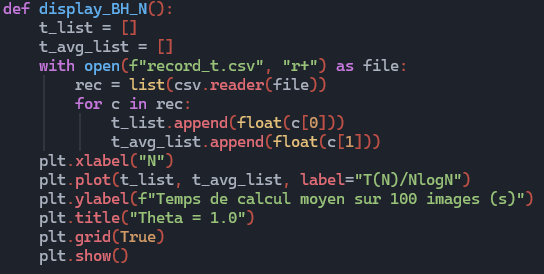 def display_BH_N():
    t_list = []
    t_avg_list = []
    with open(f"record_t.csv", "r+") as file:
        rec = list(csv.reader(file))
        for c in rec:
            t_list.append(float(c[0]))
            t_avg_list.append(float(c[1]))
    plt.xlabel("N")
    plt.plot(t_list, t_avg_list, label="T(N)/NlogN")
    plt.ylabel(f"Temps de calcul moyen sur 100 images (s)")
    plt.title("Theta = 1.0")
    plt.grid(True)
    plt.show()